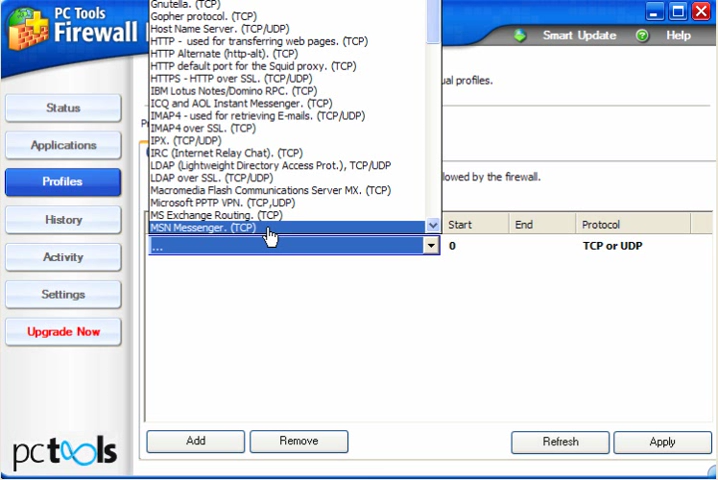 PC Tools
Firewall
Smart Update
Help
Gnutella. (TCP)
Gopher protocol. (TCP)
Host Name Server. (TCP/UDP)
HTTP - used for transferring web pages. (TCP)
HTTP Alternate (http-alt). (TCP)
HTTP default port for the Squid proxy. (TCP)
HTTPS - HTTP over SSL. (TCP/UDP)
IBM Lotus Notes/Domino RPC. (TCP)
ICQ and AOL Instant Messenger. (TCP)
IMAP4 - used for retrieving E-mails. (TCP/UDP)
IMAP4 over SSL. (TCP)
IPX. (TCP/UDP)
IRC (Internet Relay Chat). (TCP)
LDAP (Lightweight Directory Access Prot.), TCP/UDP
LDAP over SSL. (TCP/UDP)
Macromedia Flash Communications Server MX. (TCP)
Microsoft PPTP VPN. (TCP,UDP)
MS Exchange Routing. (TCP)
MSN Messenger. (TCP)
...
ual profiles.
lowed by the firewall.
Start End Protocol
0 TCP or UDP
Status
Applications
Profiles
History
Activity
Settings
Upgrade Now
pctools
Add Remove Refresh Apply